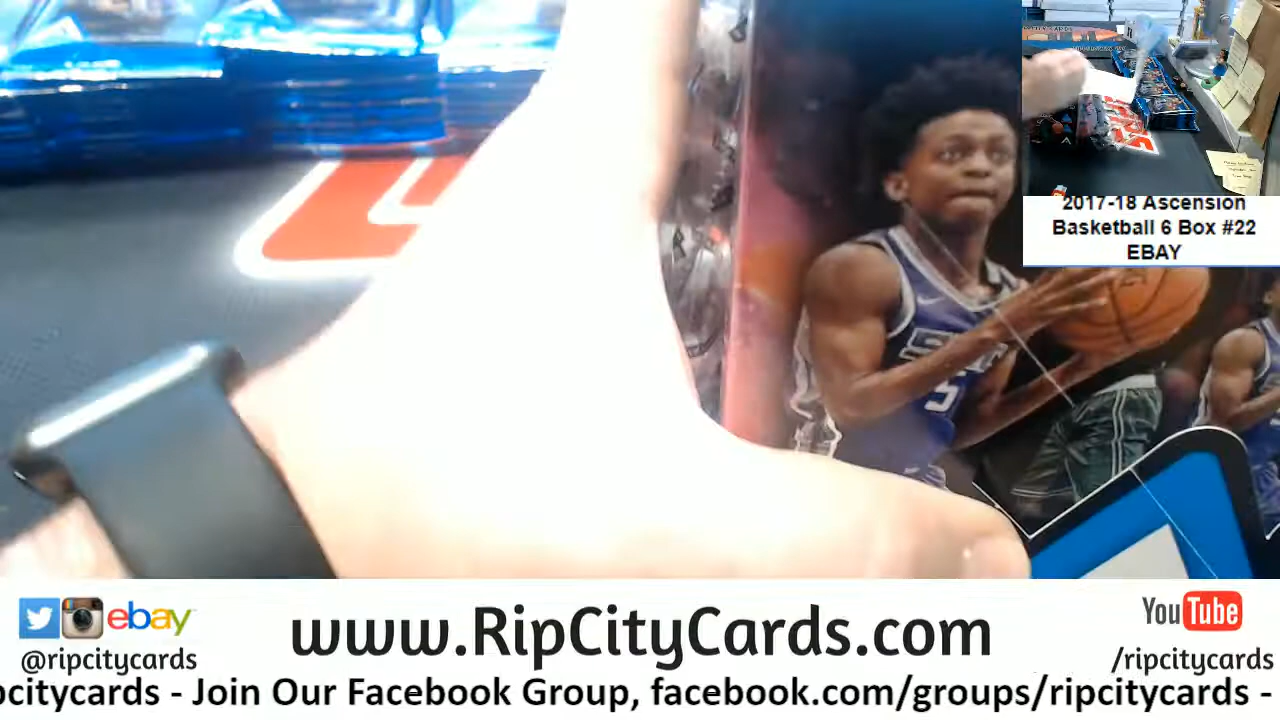 2017-18 Ascension
Basketball 6 Box #22
EBAY
5
ebay
@ripcitycards
www.RipCityCards.com
YouTube
/ripcitycards
pcitycards - Join Our Facebook Group, facebook.com/groups/ripcitycards -